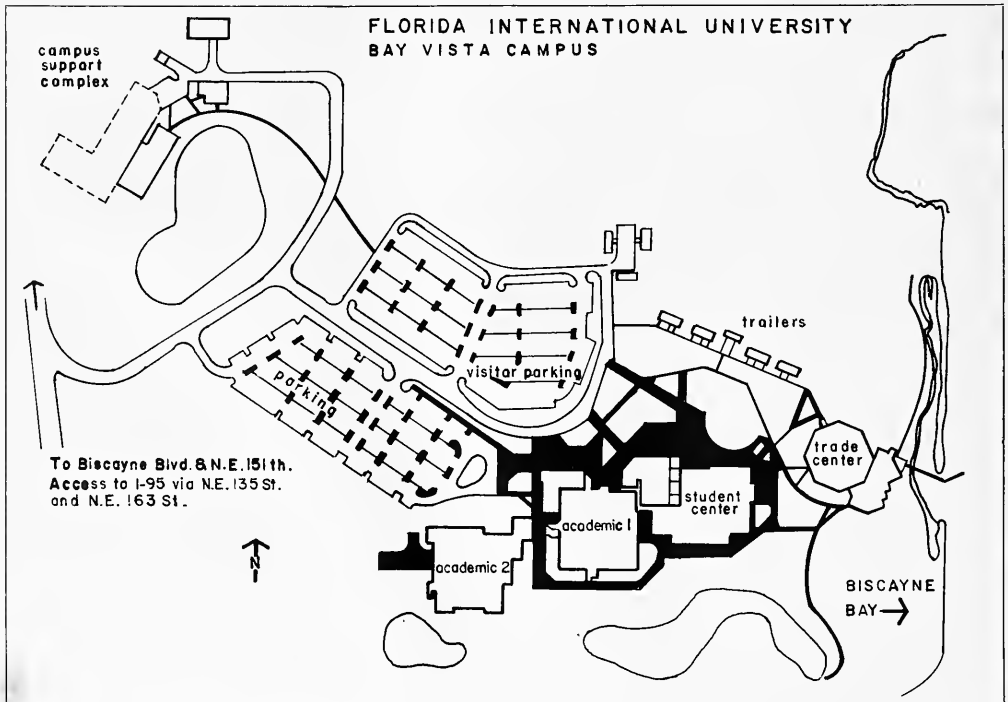 FLORIDA INTERNATIONAL UNIVERSITY
BAY VISTA CAMPUS
campus
support
complex
trailers
visitor parking
parking
trade
center
To Biscayne Blvd. & N.E. 151th.
Access to I-95 via N.E. 135 St.
and N.E. 163 St.
student
center
academic 1
academic 2
N
BISCAYNE
BAY →